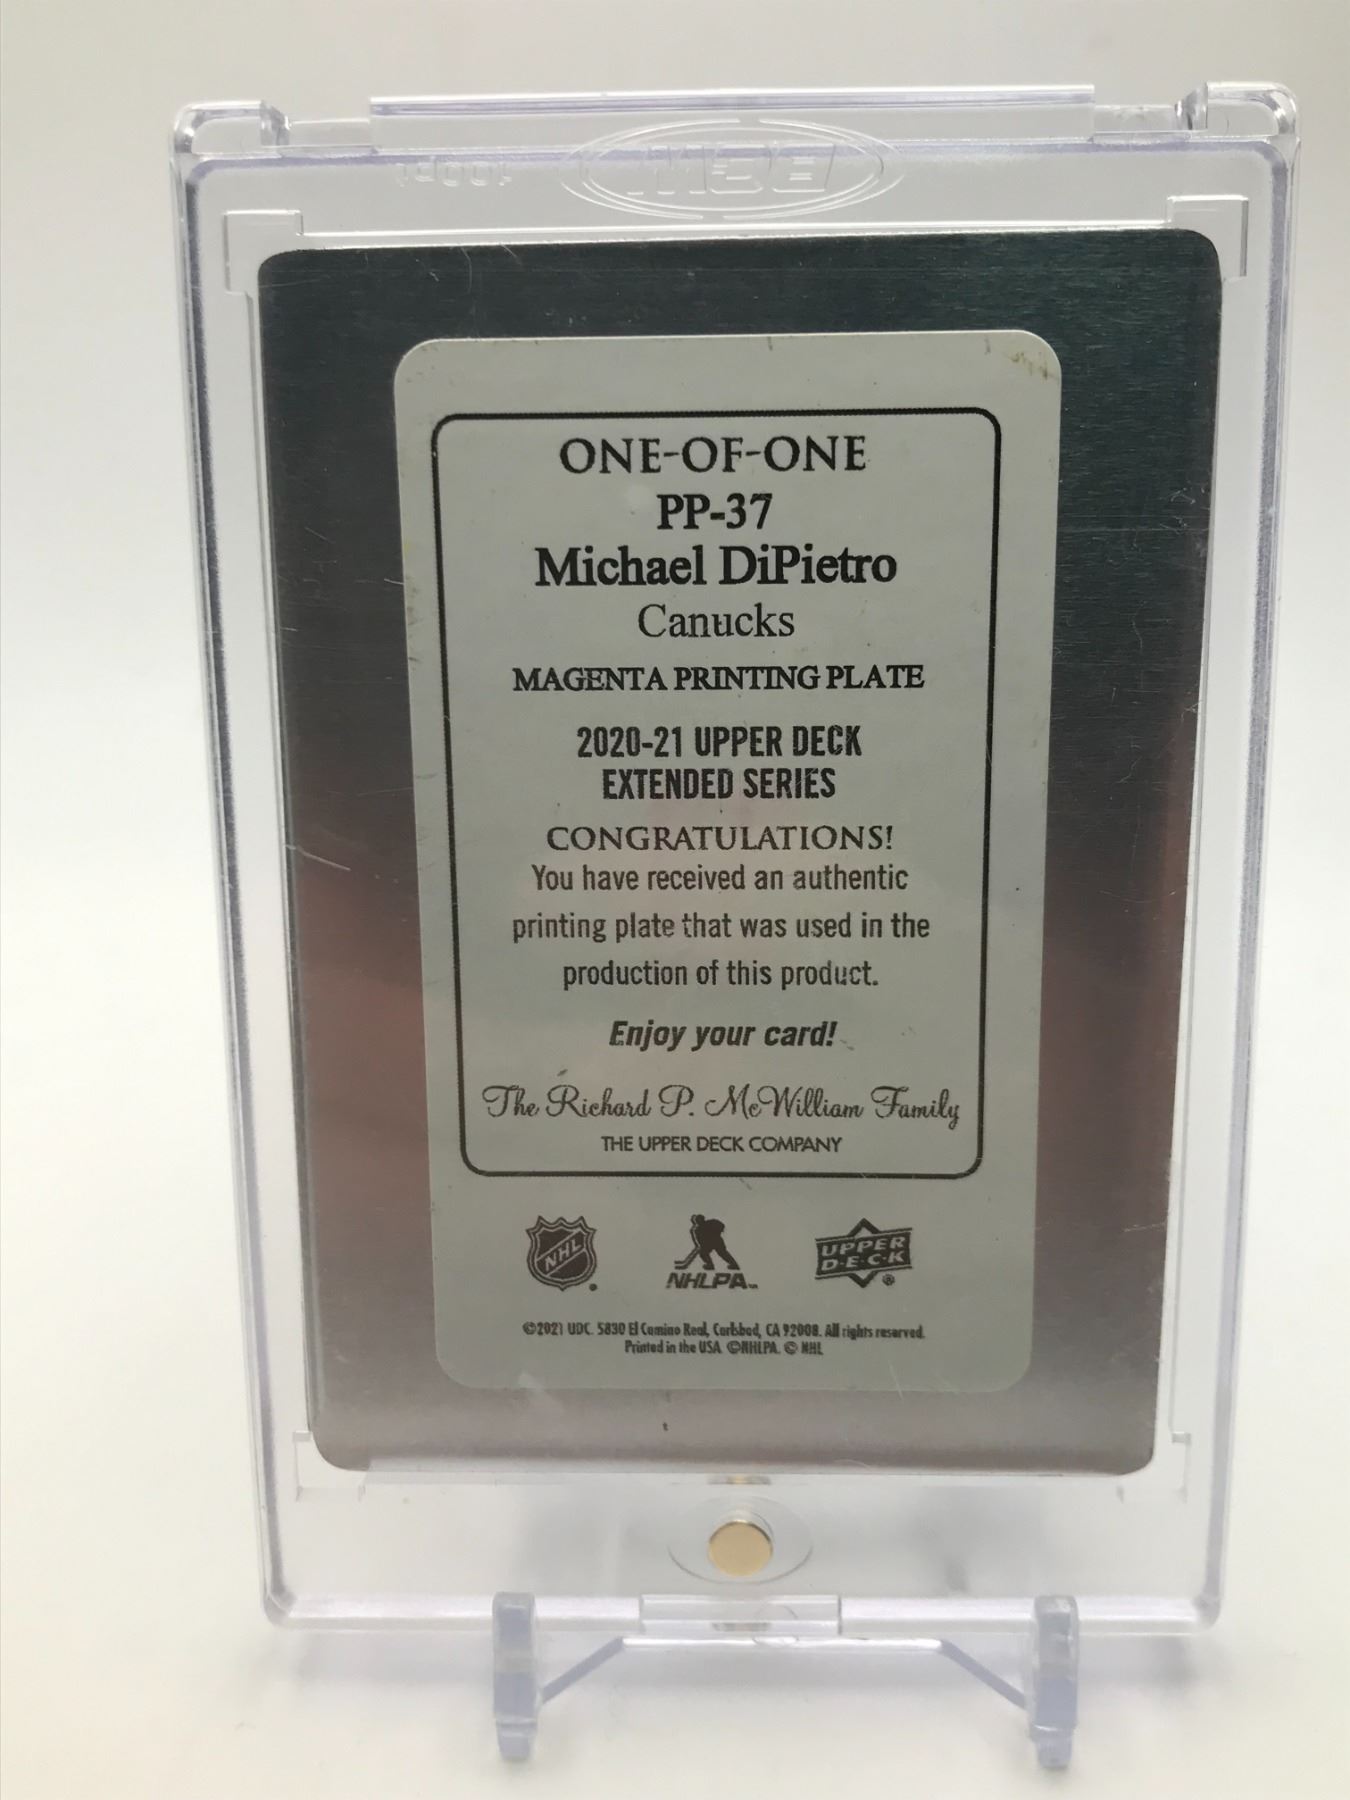 ONE-OF-ONE
PP-37
Michael DiPietro
Canucks
MAGENTA PRINTING PLATE
2020-21 UPPER DECK
EXTENDED SERIES
CONGRATULATIONS!
You have received an authentic
printing plate that was used in the
production of this product.
Enjoy your card!
The Richard P. McWilliam Family
THE UPPER DECK COMPANY
NHL
NHLPA™
UPPER
D·E·C·K
®
©2021 UDC. 5830 El Camino Real, Carlsbad, CA 92008. All rights reserved.
Printed in the USA. ©NHLPA. © NHL